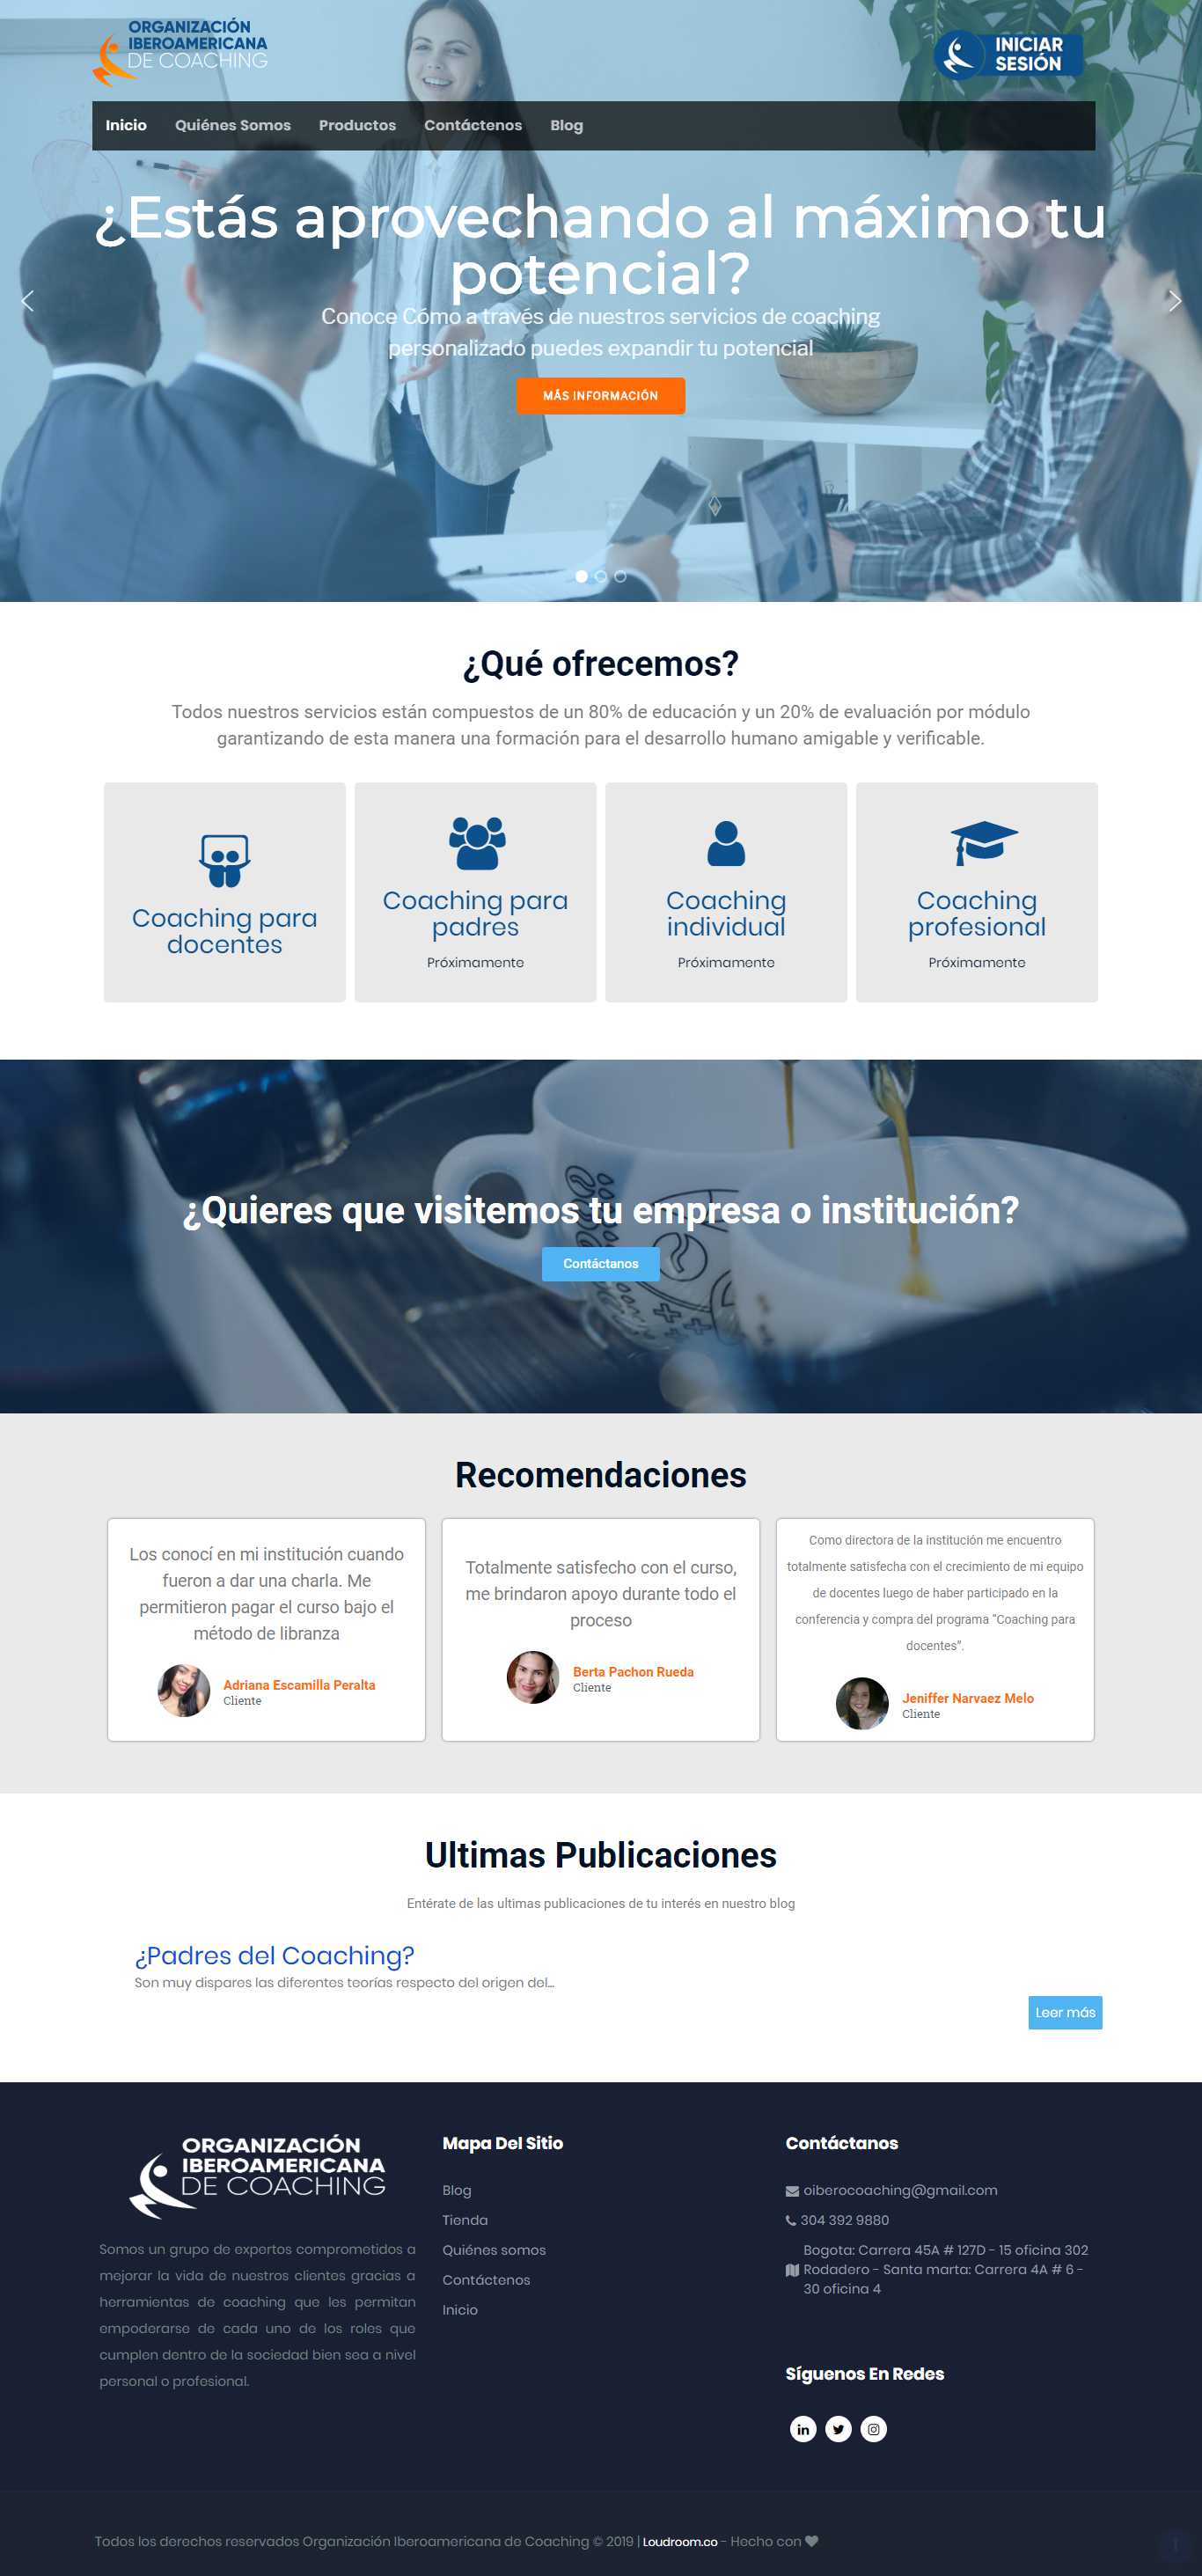 ORGANIZACIÓN
IBEROAMERICANA
DE COACHING
INICIAR
SESIÓN
Inicio
Quiénes Somos
Productos
Contáctenos
Blog
¿Estás aprovechando al máximo tu
potencial?
Conoce Cómo a través de nuestros servicios de coaching
personalizado puedes expandir tu potencial
MÁS INFORMACIÓN
¿Qué ofrecemos?
Todos nuestros servicios están compuestos de un 80% de educación y un 20% de evaluación por módulo
garantizando de esta manera una formación para el desarrollo humano amigable y verificable.
Coaching para
docentes
Coaching para
padres
Próximamente
Coaching
individual
Próximamente
Coaching
profesional
Próximamente
¿Quieres que visitemos tu empresa o institución?
Contáctanos
Recomendaciones
Los conocí en mi institución cuando
fueron a dar una charla. Me
permitieron pagar el curso bajo el
método de libranza
Adriana Escamilla Peralta
Cliente
Totalmente satisfecho con el curso,
me brindaron apoyo durante todo el
proceso
Berta Pachon Rueda
Cliente
Como directora de la institución me encuentro
totalmente satisfecha con el crecimiento de mi equipo
de docentes luego de haber participado en la
conferencia y compra del programa “Coaching para
docentes”.
Jeniffer Narvaez Melo
Cliente
Ultimas Publicaciones
Entérate de las ultimas publicaciones de tu interés en nuestro blog
¿Padres del Coaching?
Son muy dispares las diferentes teorías respecto del origen del...
Leer más
ORGANIZACIÓN
IBEROAMERICANA
DE COACHING
Somos un grupo de expertos comprometidos a
mejorar la vida de nuestros clientes gracias a
herramientas de coaching que les permitan
empoderarse de cada uno de los roles que
cumplen dentro de la sociedad bien sea a nivel
personal o profesional.
Mapa Del Sitio
Blog
Tienda
Quiénes somos
Contáctenos
Inicio
Contáctanos
oiberocoaching@gmail.com
304 392 9880
Bogota: Carrera 45A # 127D - 15 oficina 302
Rodadero - Santa marta: Carrera 4A # 6 -
30 oficina 4
Síguenos En Redes
Todos los derechos reservados Organización Iberoamericana de Coaching © 2019 | Loudroom.co - Hecho con